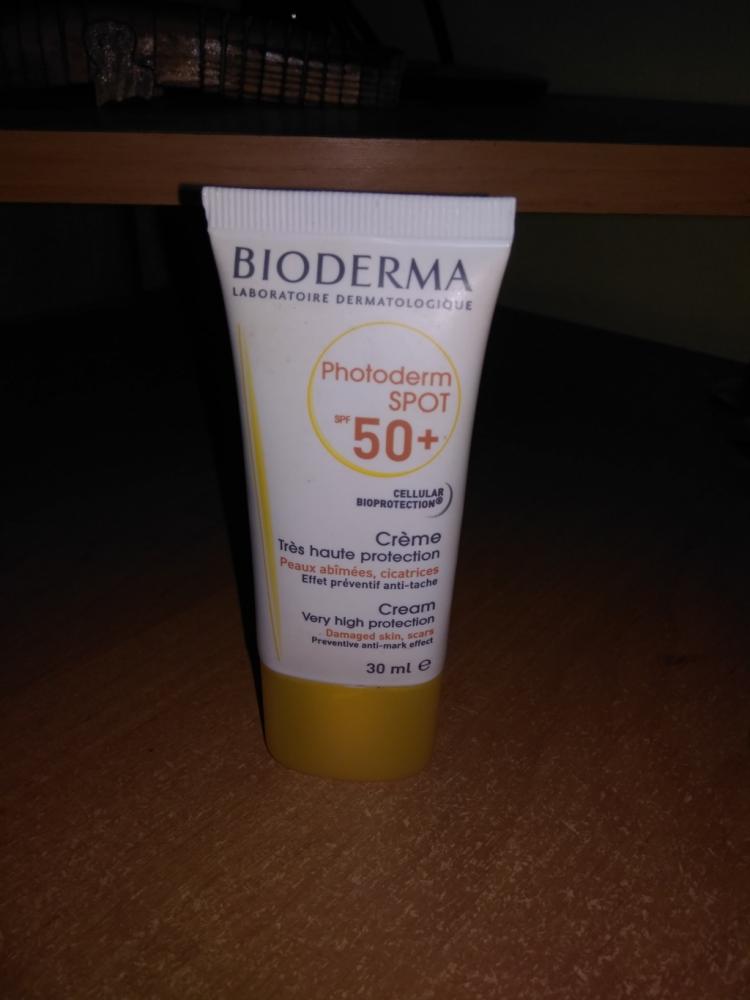 BIODERMA
LABORATOIRE DERMATOLOGIQUE
Photoderm
SPOT
SPF 50+
CELLULAR
BIOPROTECTION®
Crème
Très haute protection
Peaux abîmées, cicatrices
Effet préventif anti-tache
Cream
Very high protection
Damaged skin, scars
Preventive anti-mark effect
30 ml ℮